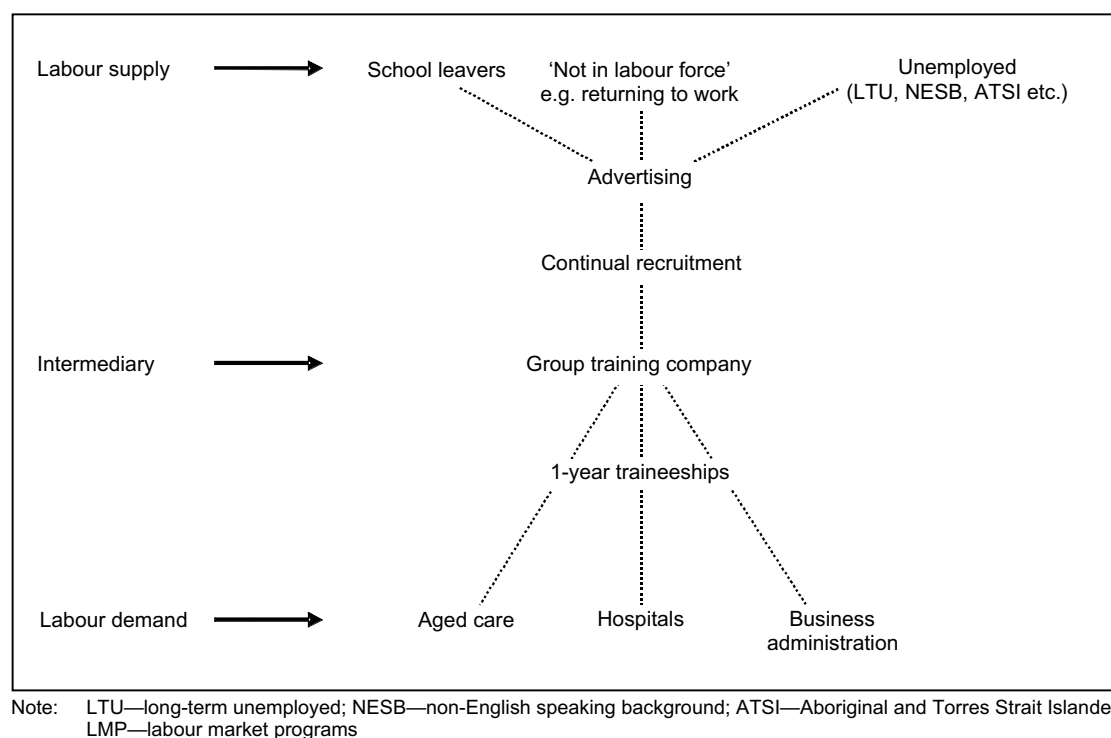 Labour supply
School leavers
‘Not in labour force’
e.g. returning to work
Unemployed
(LTU, NESB, ATSI etc.)
Advertising
Continual recruitment
Intermediary
Group training company
1-year traineeships
Labour demand
Aged care
Hospitals
Business
administration
Note: LTU—long-term unemployed; NESB—non-English speaking background; ATSI—Aboriginal and Torres Strait Islande
LMP—labour market programs